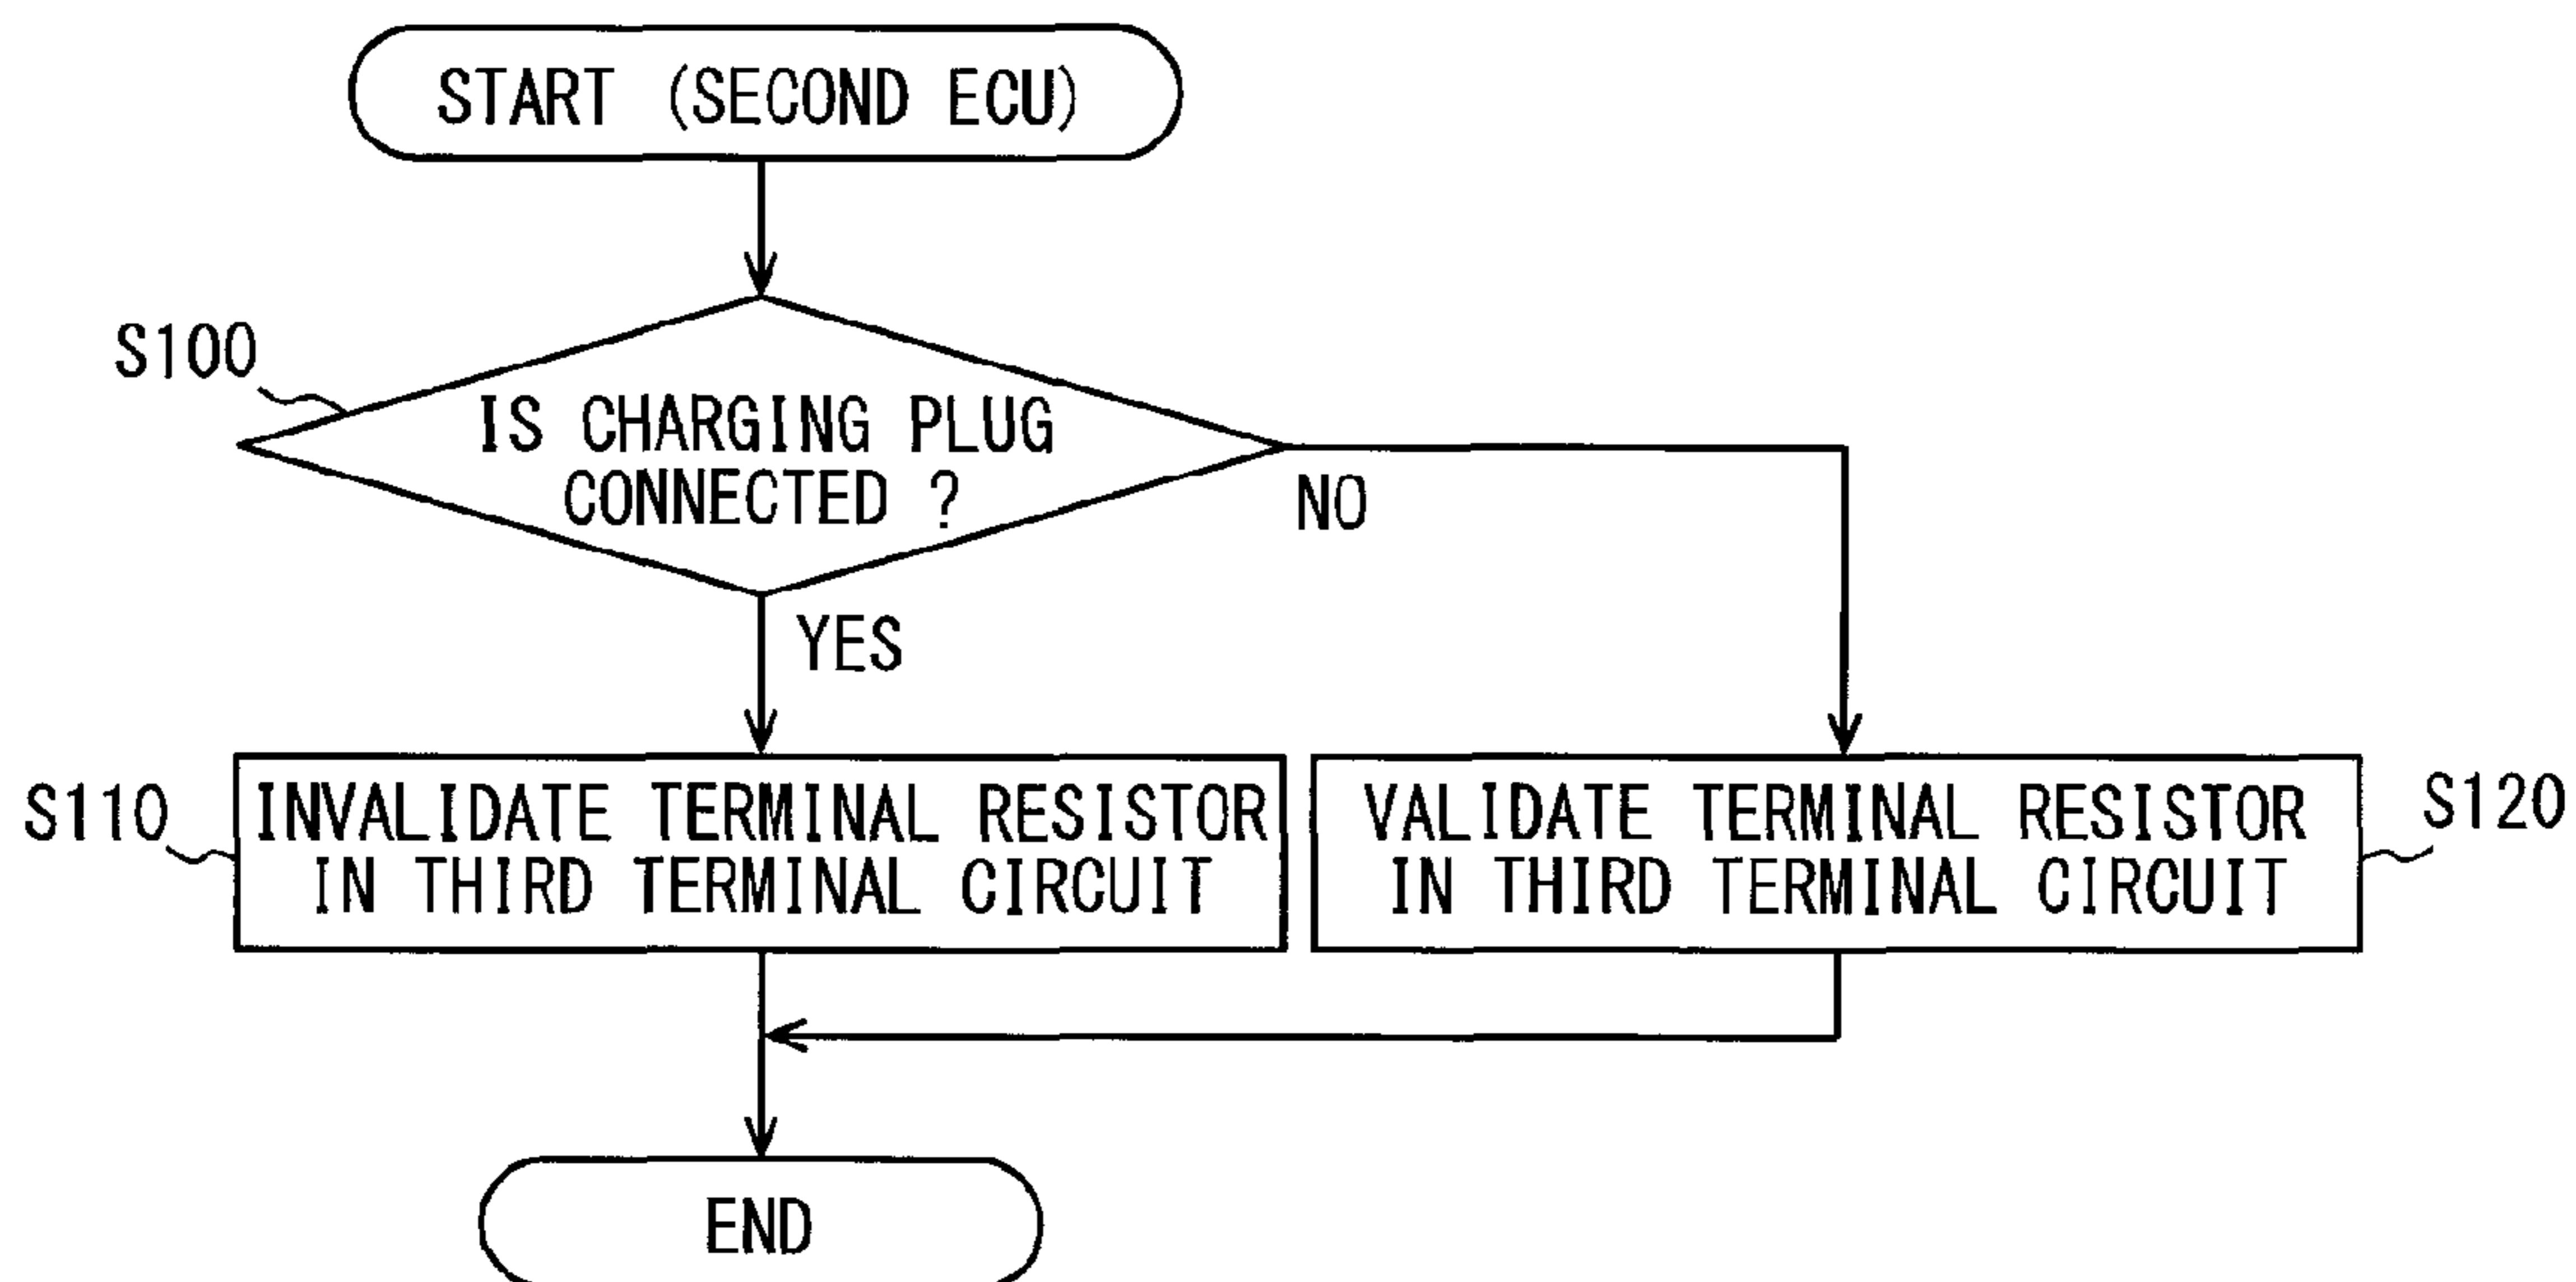 START (SECOND ECU)
S100
IS CHARGING PLUG
CONNECTED ?
NO
YES
S110
INVALIDATE TERMINAL RESISTOR
IN THIRD TERMINAL CIRCUIT
VALIDATE TERMINAL RESISTOR
IN THIRD TERMINAL CIRCUIT
S120
END